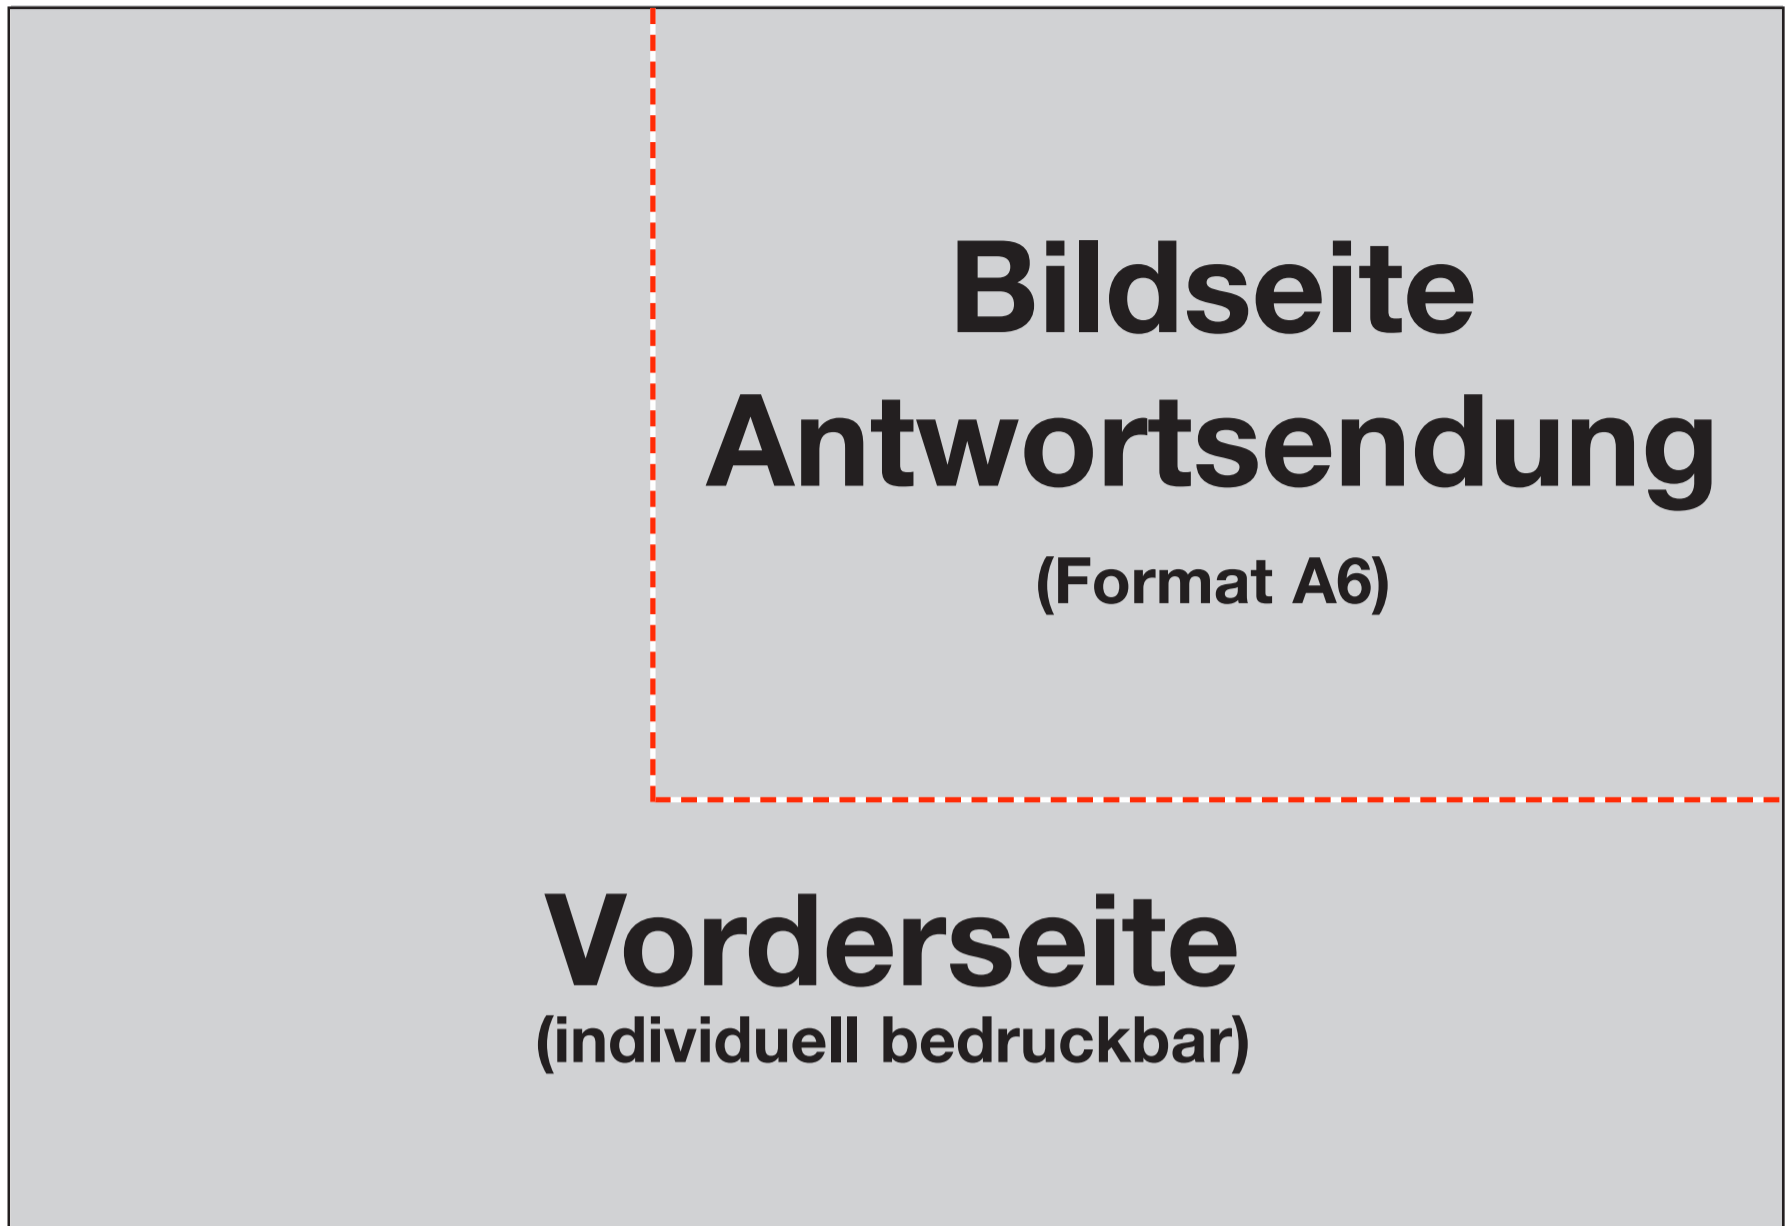 Bildseite
Antwortsendung
(Format A6)
Vorderseite
(individuell bedruckbar)